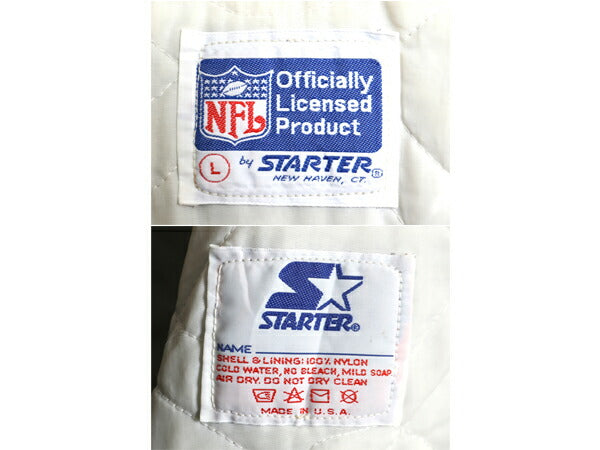 NFL
Officially
Licensed
Product
L by STARTER®
NEW HAVEN, CT.
STARTER®
NAME
SHELL & LINING: 100% NYLON
COLD WATER, NO BLEACH, MILD SOAP
AIR DRY. DO NOT DRY CLEAN
MADE IN U.S.A.